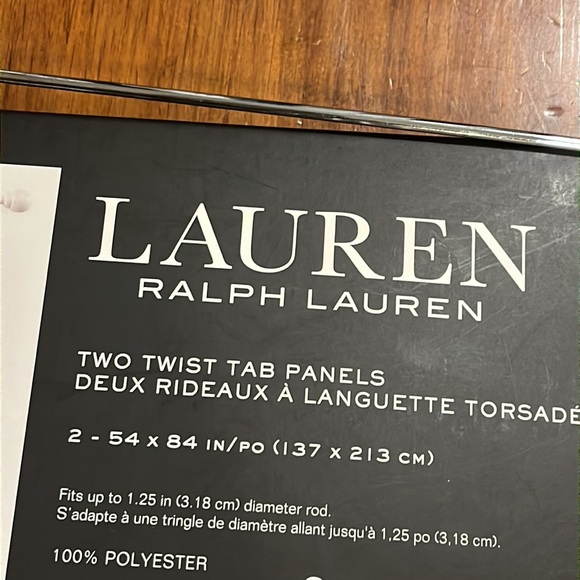 LAUREN
RALPH LAUREN
TWO TWIST TAB PANELS
DEUX RIDEAUX À LANGUETTE TORSADÉ
2 - 54 x 84 IN/PO (137 x 213 CM)
Fits up to 1.25 in (3.18 cm) diameter rod.
S'adapte à une tringle de diamètre allant jusqu'à 1,25 po (3,18 cm).
100% POLYESTER